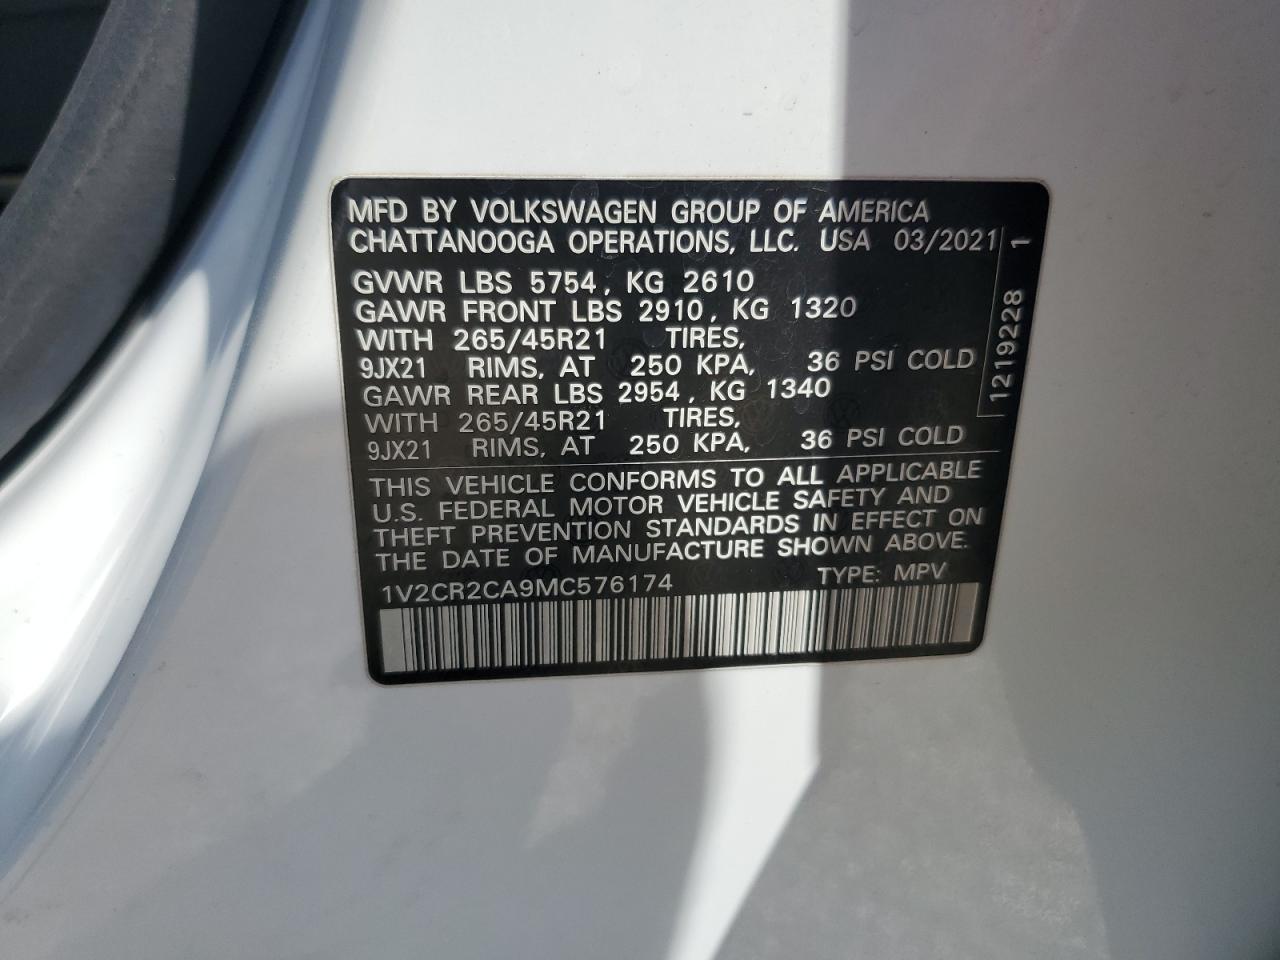 MFD BY VOLKSWAGEN GROUP OF AMERICA
CHATTANOOGA OPERATIONS, LLC. USA 03/2021
GVWR LBS 5754, KG 2610
GAWR FRONT LBS 2910, KG 1320
WITH 265/45R21 TIRES,
9JX21 RIMS, AT 250 KPA, 36 PSI COLD
GAWR REAR LBS 2954, KG 1340
WITH 265/45R21 TIRES,
9JX21 RIMS, AT 250 KPA, 36 PSI COLD
THIS VEHICLE CONFORMS TO ALL APPLICABLE
U.S. FEDERAL MOTOR VEHICLE SAFETY AND
THEFT PREVENTION STANDARDS IN EFFECT ON
THE DATE OF MANUFACTURE SHOWN ABOVE.
1V2CR2CA9MC576174 TYPE: MPV
1219228 1